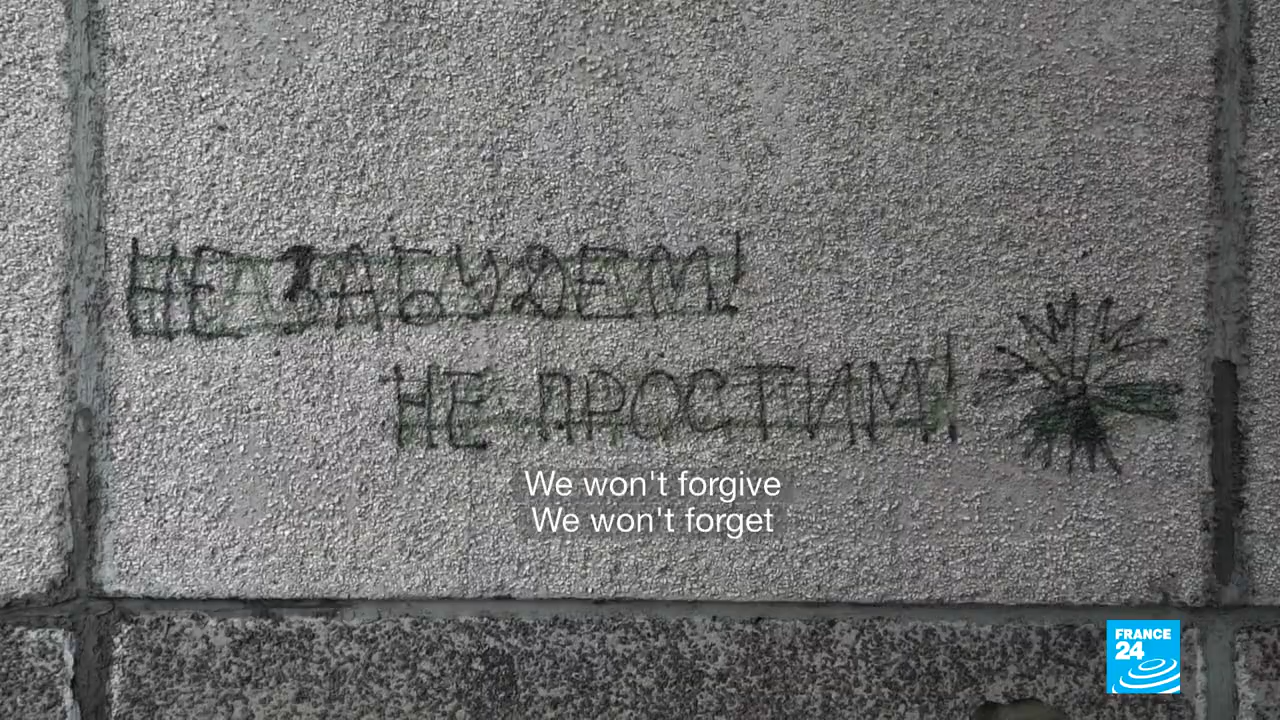 НЕ ЗАБУДЕМ!
НЕ ПРОСТИМ!
We won't forgive
We won't forget
FRANCE
24